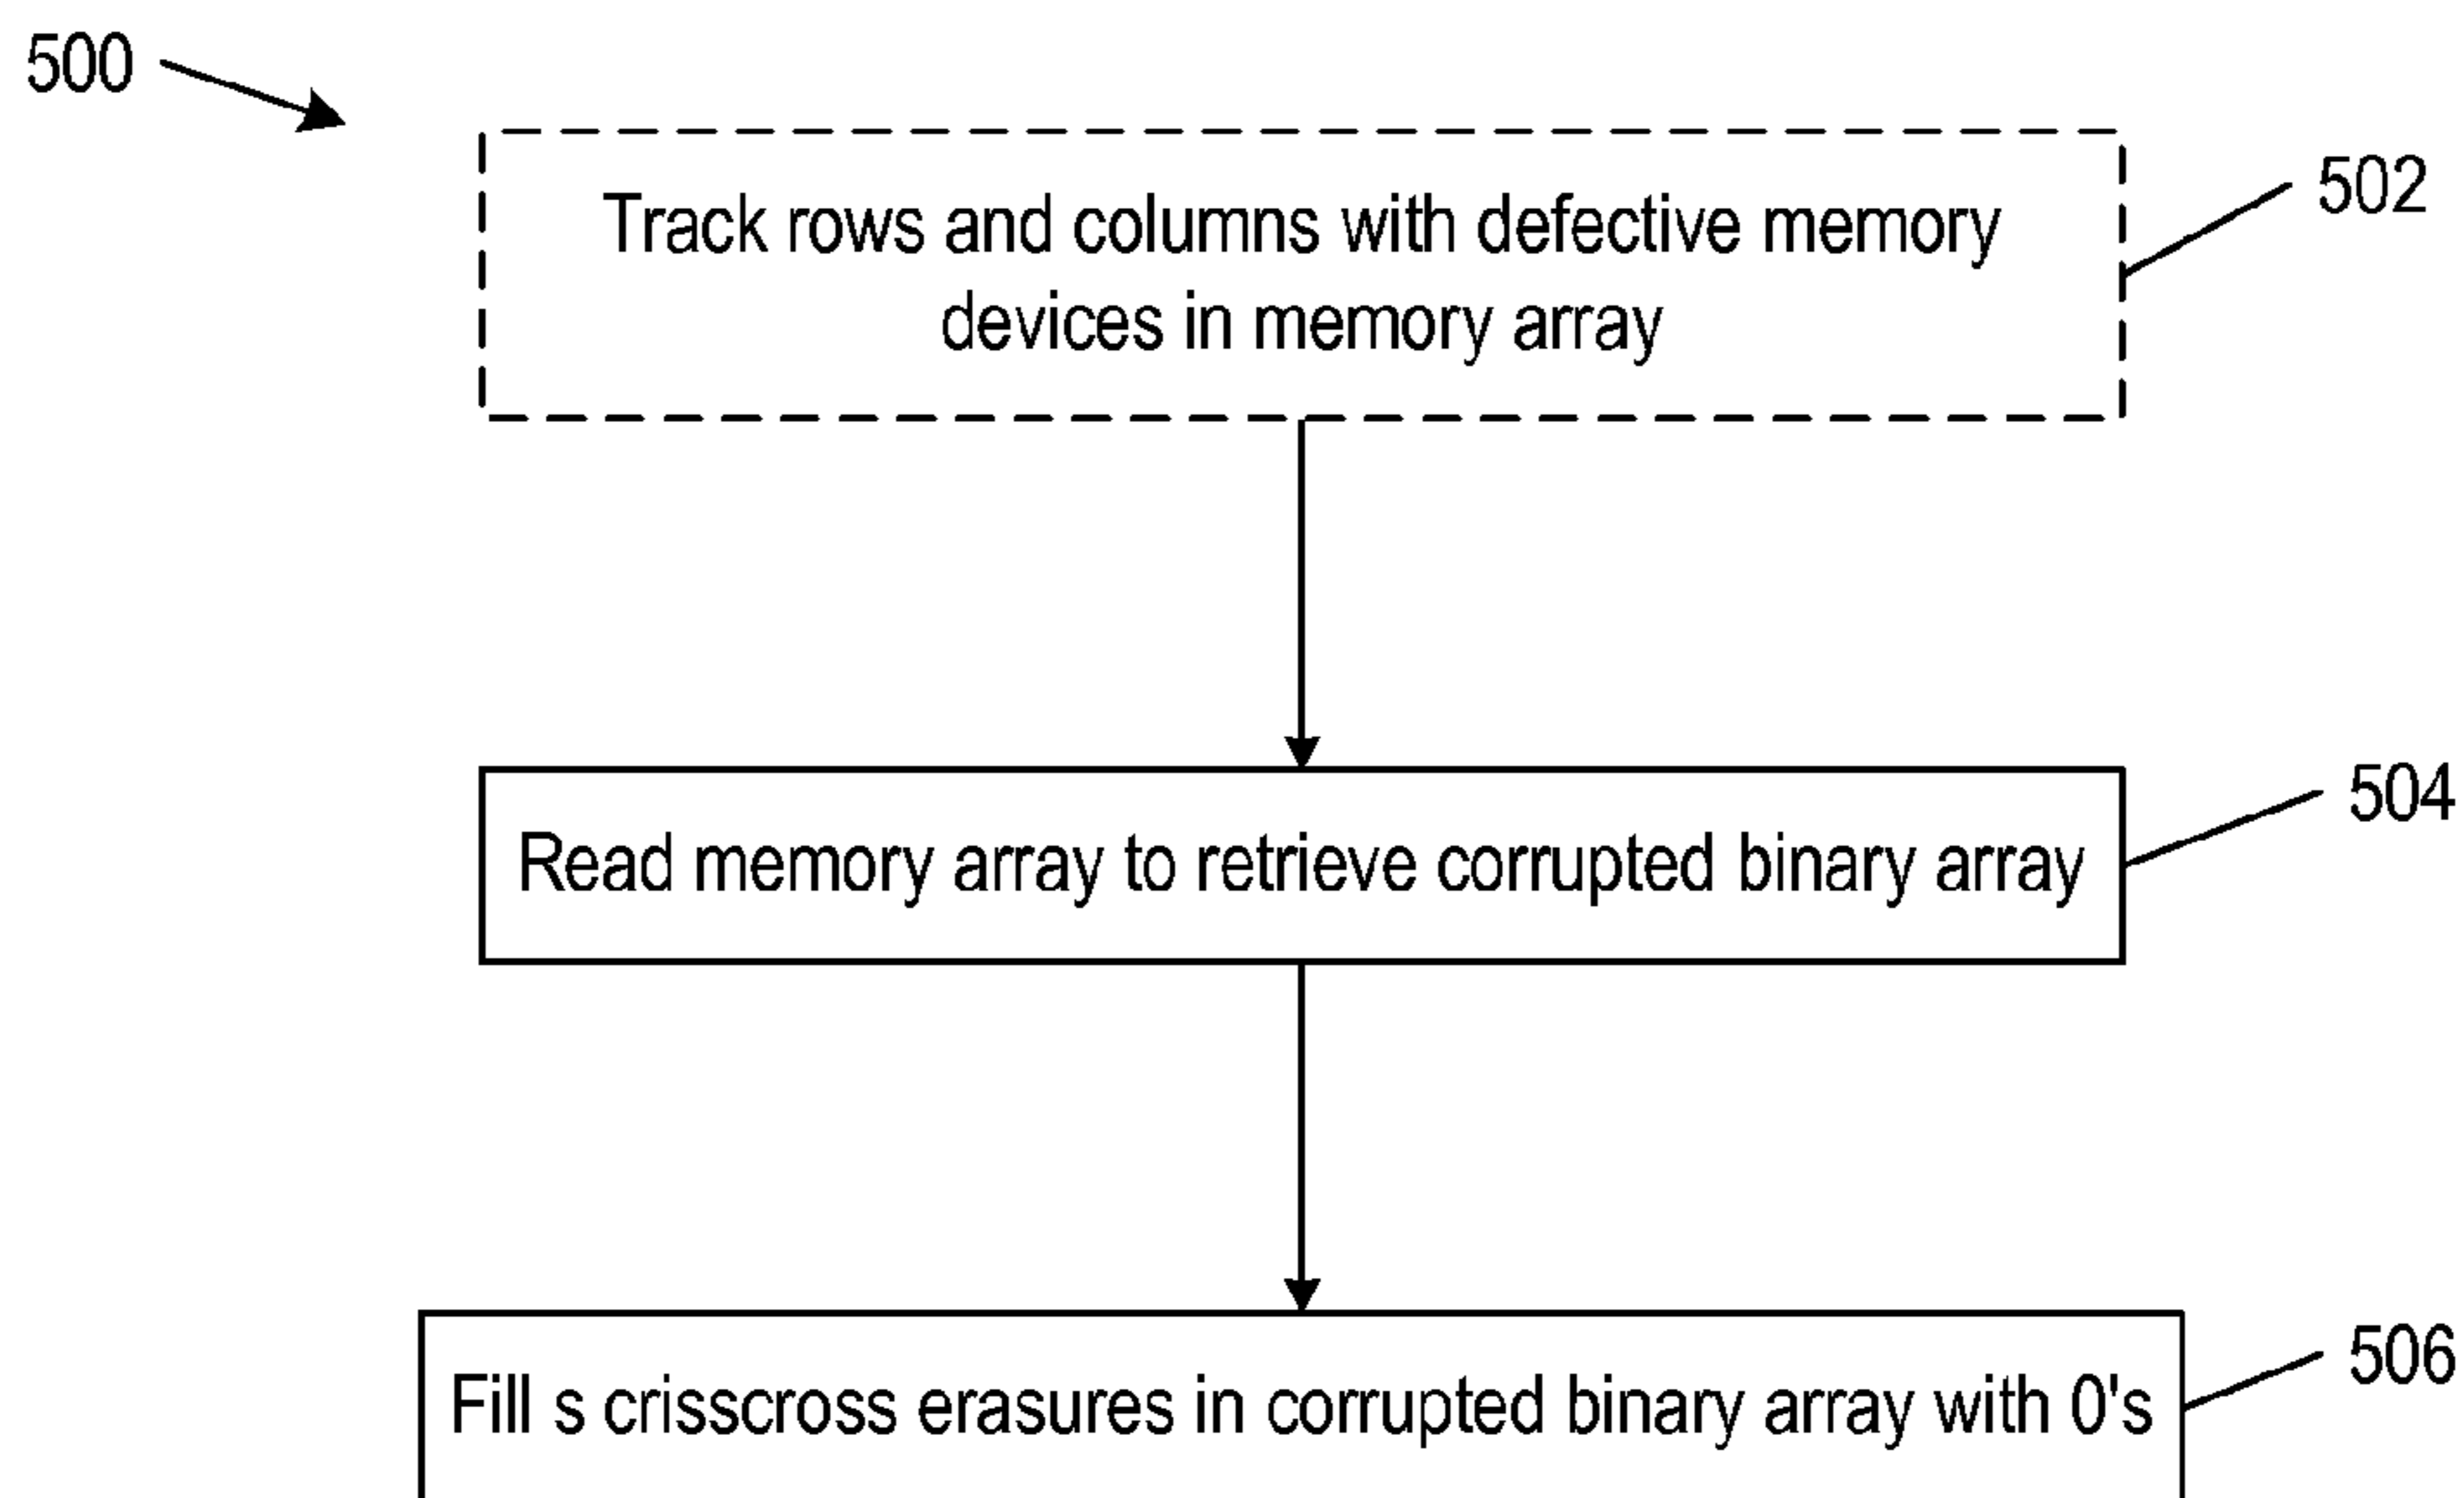 500
Track rows and columns with defective memory
devices in memory array
502
Read memory array to retrieve corrupted binary array
504
Fill s crisscross erasures in corrupted binary array with 0's
506